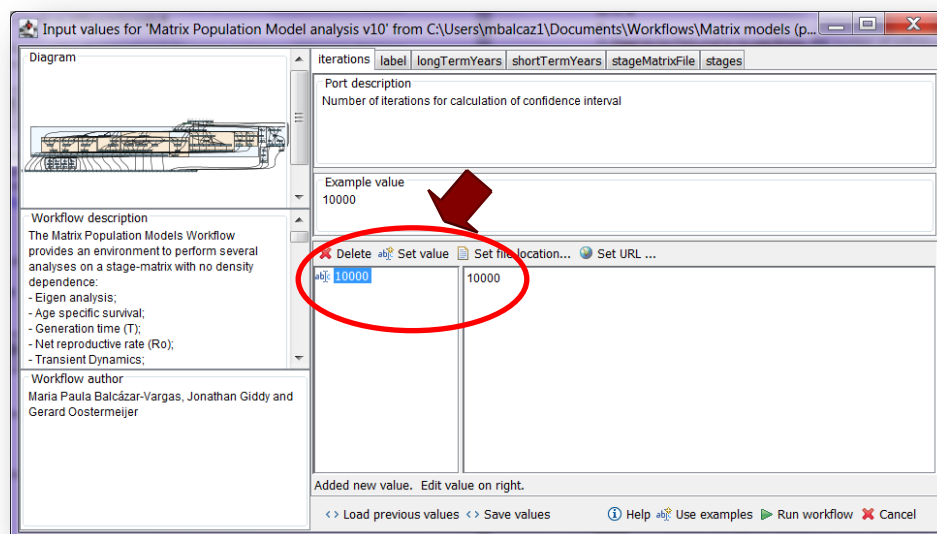 Input values for 'Matrix Population Model analysis v10' from C:\Users\mbalcaz1\Documents\Workflows\Matrix models (p...
Diagram
iterations label longTermYears shortTermYears stageMatrixFile stages
Port description
Number of iterations for calculation of confidence interval
Example value
10000
Workflow description
The Matrix Population Models Workflow
provides an environment to perform several
analyses on a stage-matrix with no density
dependence:
- Eigen analysis;
- Age specific survival;
- Generation time (T);
- Net reproductive rate (Ro);
- Transient Dynamics;
Delete Set value Set file location... Set URL ...
10000 10000
Workflow author
Maria Paula Balcázar-Vargas, Jonathan Giddy and
Gerard Oostermeijer
Added new value. Edit value on right.
Load previous values Save values Help Use examples Run workflow Cancel